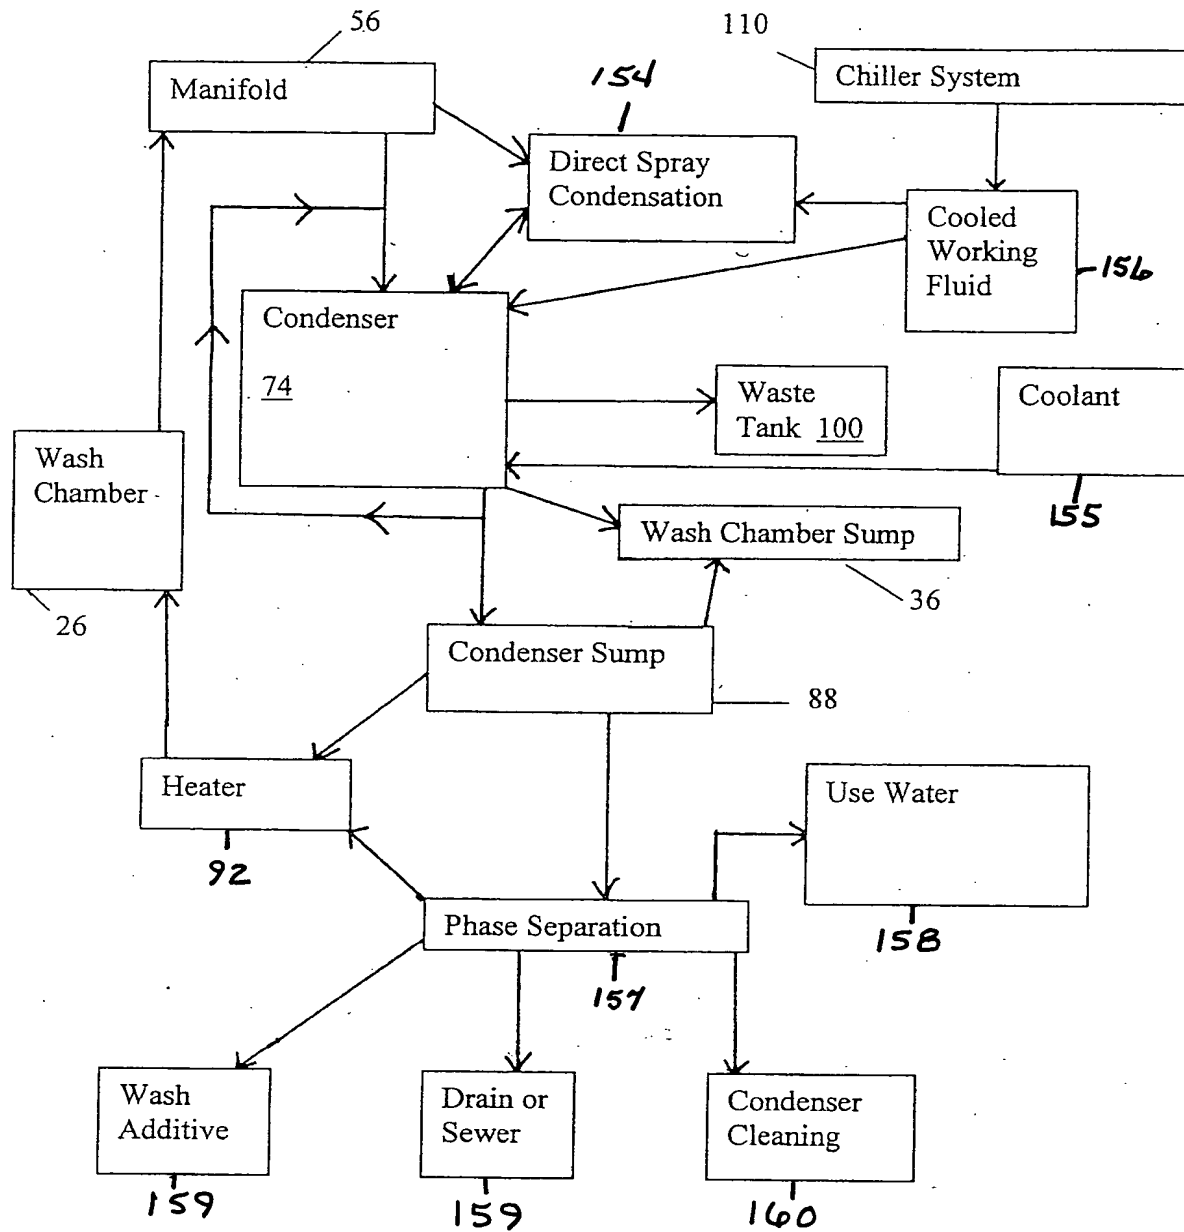 56
110
Manifold
154
Chiller System
Direct Spray
Condensation
Cooled
Working
Fluid
156
Condenser
74
Waste
Tank 100
Coolant
155
Wash
Chamber
26
Wash Chamber Sump
36
Condenser Sump
88
Heater
92
Use Water
158
Phase Separation
157
Wash
Additive
159
Drain or
Sewer
159
Condenser
Cleaning
160